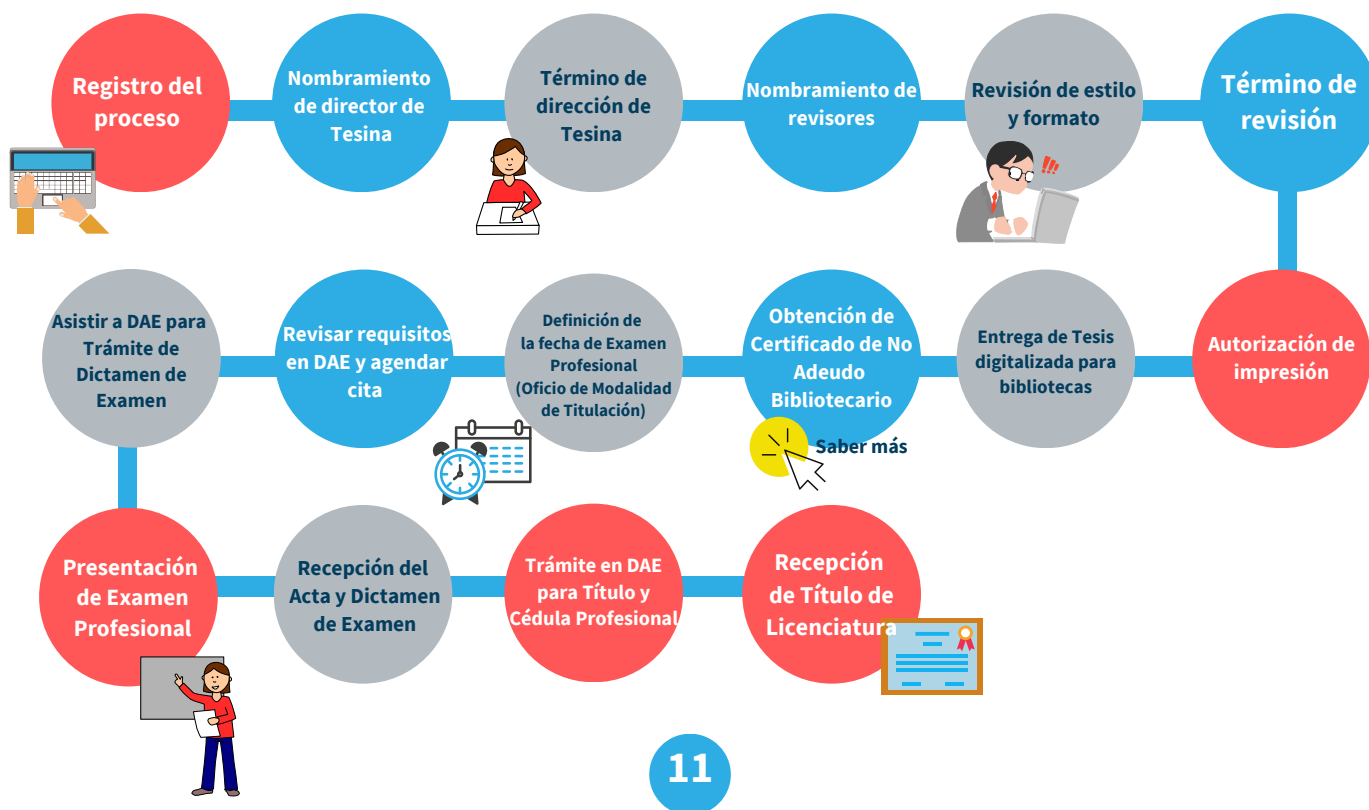 Registro del
proceso
Nombramiento
de director de
Tesina
Término de
dirección de
Tesina
Nombramiento de
revisores
Revisión de estilo
y formato
Término de
revisión
Autorización de
impresión
Entrega de Tesis
digitalizada para
bibliotecas
Obtención de
Certificado de No
Adeudo
Bibliotecario
Saber más
Definición de
la fecha de Examen
Profesional
(Oficio de Modalidad
de Titulación)
Revisar requisitos
en DAE y agendar
cita
Asistir a DAE para
Trámite de
Dictamen de
Examen
Presentación
de Examen
Profesional
Recepción del
Acta y Dictamen
de Examen
Trámite en DAE
para Título y
Cédula Profesional
Recepción
de Título de
Licenciatura
11